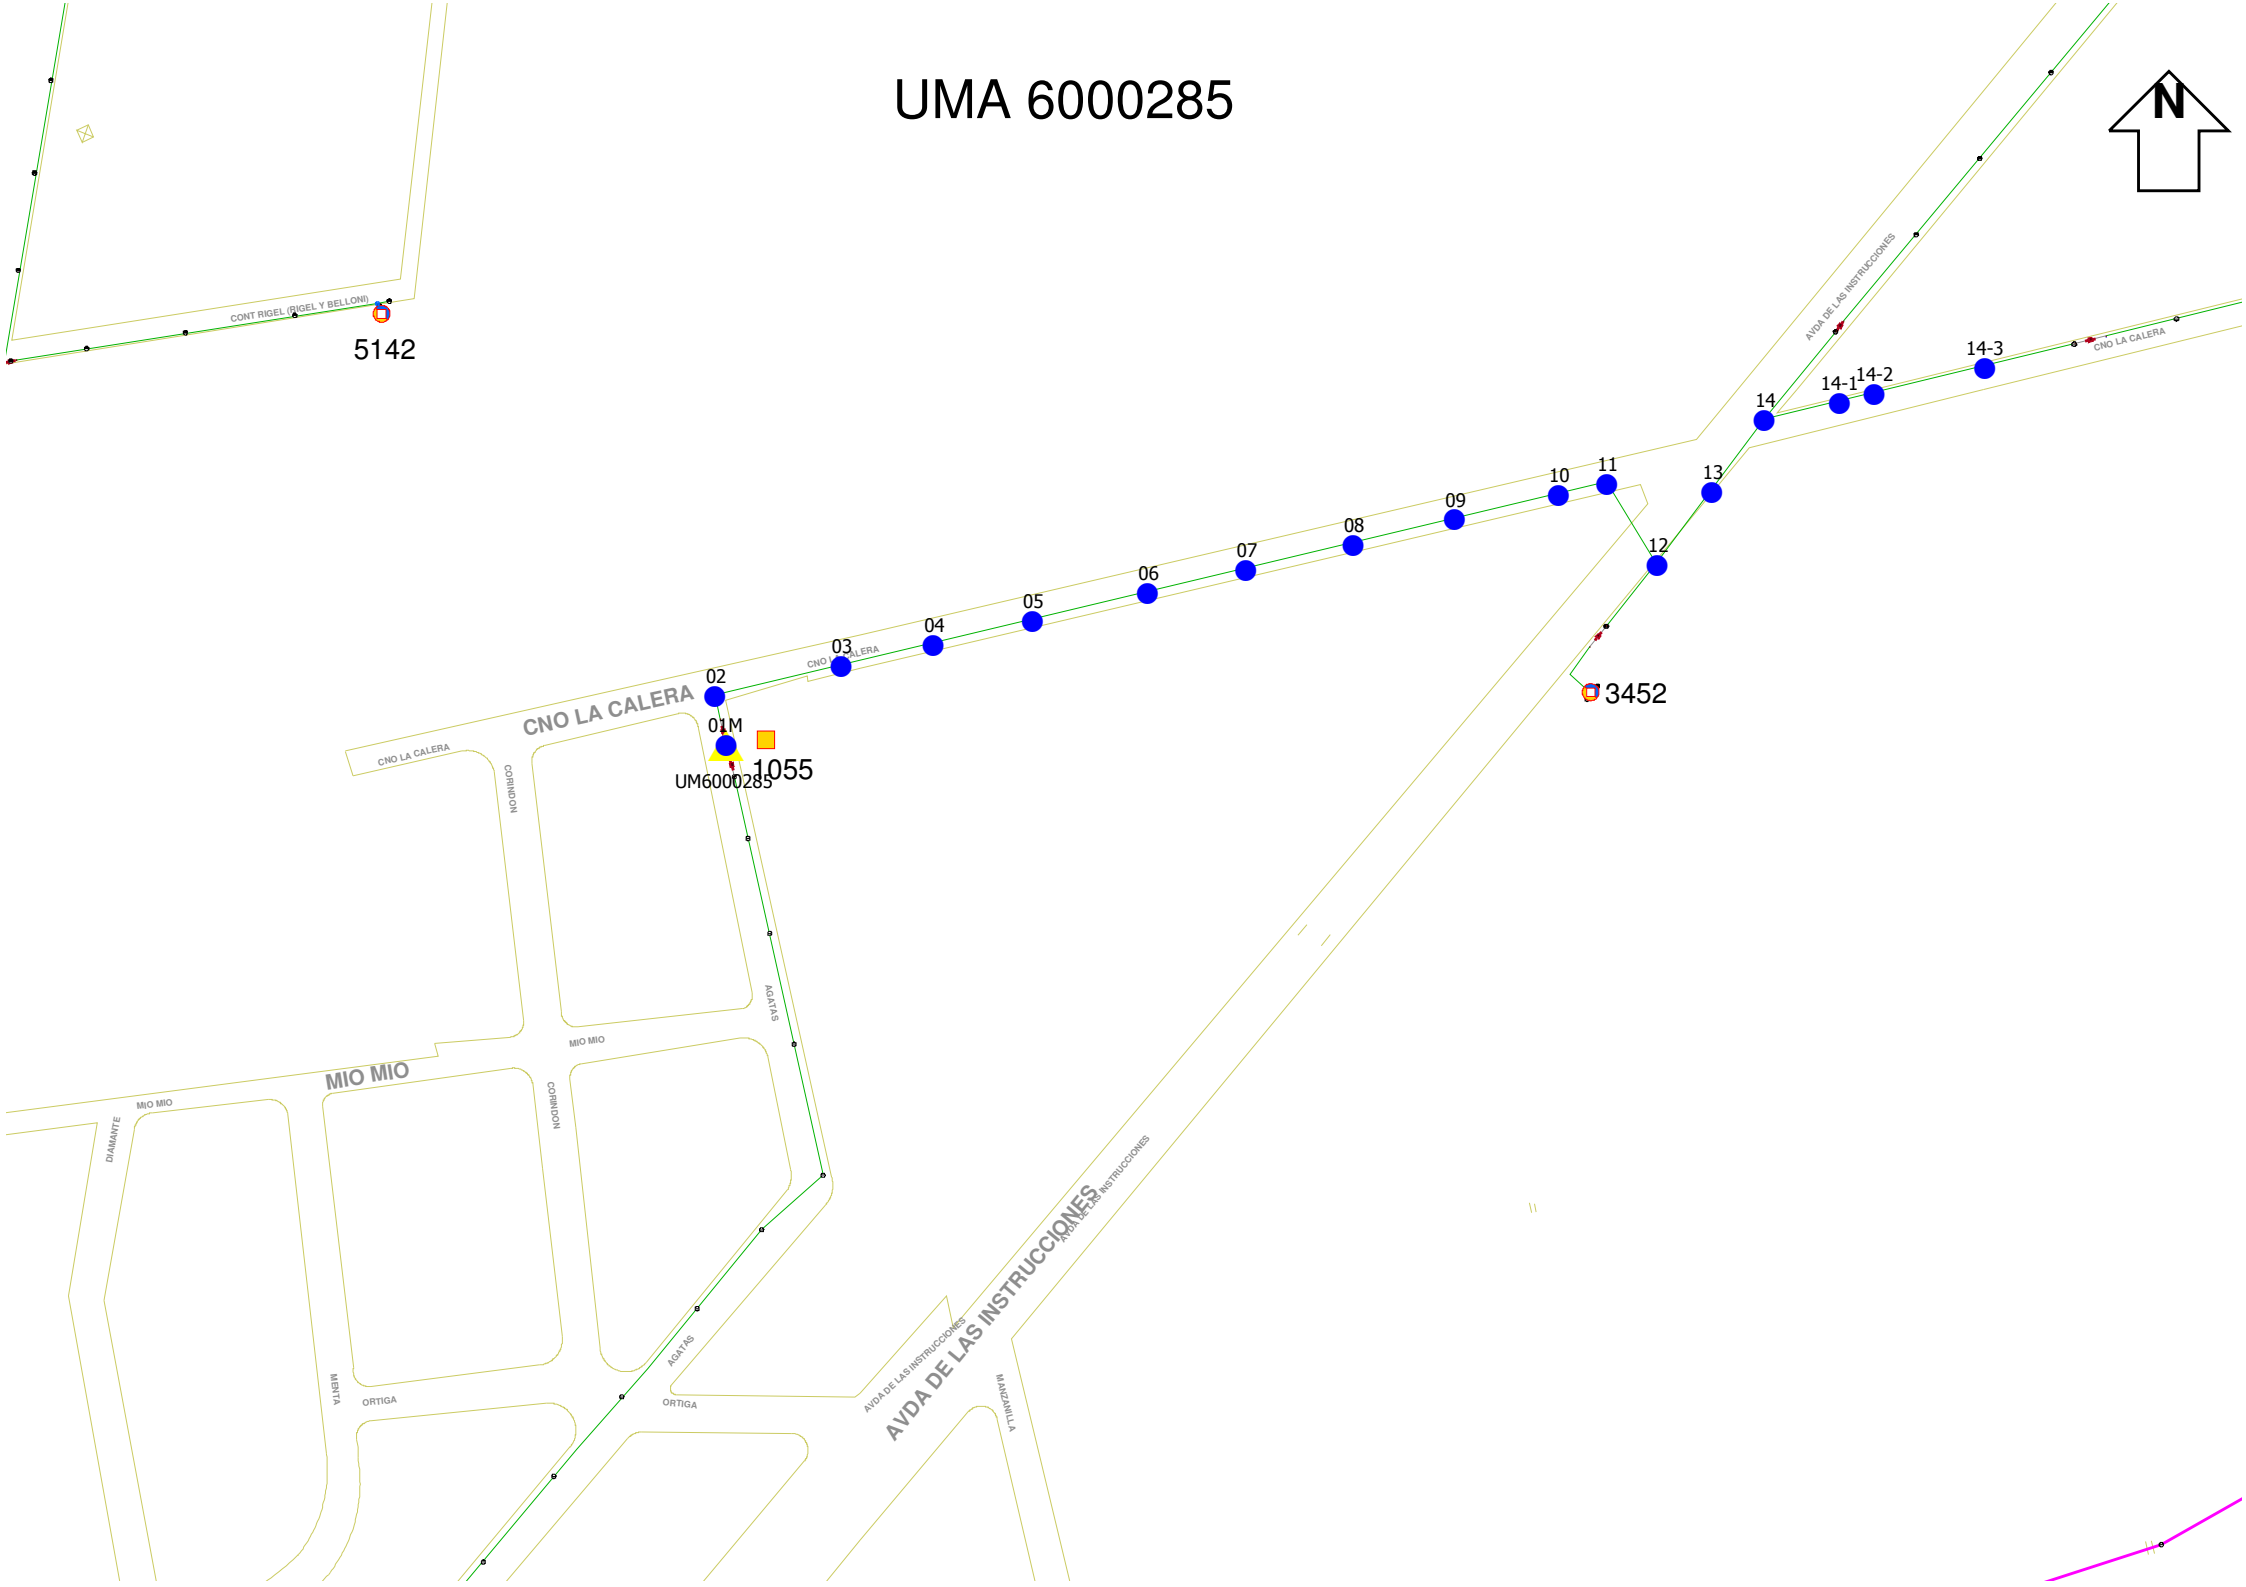 UMA 6000285
N
AVDA DE LAS INSTRUCCIONES
CONT RIGEL (RIGEL Y BELLONI)
5142
CNO LA CALERA
14-3
14-1
14-2
14
13
11
10
09
08
07
06
05
04
03
02
12
CNO LA CALERA
CNO LA CALERA
CNO LA CALERA
3452
01M
1055
UM6000285
CORINDON
AGATAS
MIO MIO
MIO MIO
MIO MIO
CORINDON
DIAMANTE
AVDA DE LAS INSTRUCCIONES
AVDA DE LAS INSTRUCCIONES
AVDA DE LAS INSTRUCCIONES
AGATAS
MENTA
ORTIGA
ORTIGA
MANZANILLA